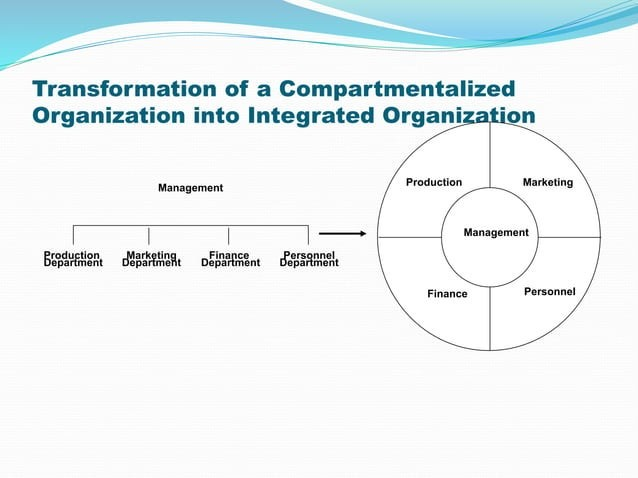 Transformation of a Compartmentalized
Organization into Integrated Organization
Management
Production
Department
Marketing
Department
Finance
Department
Personnel
Department
Production
Marketing
Management
Finance
Personnel